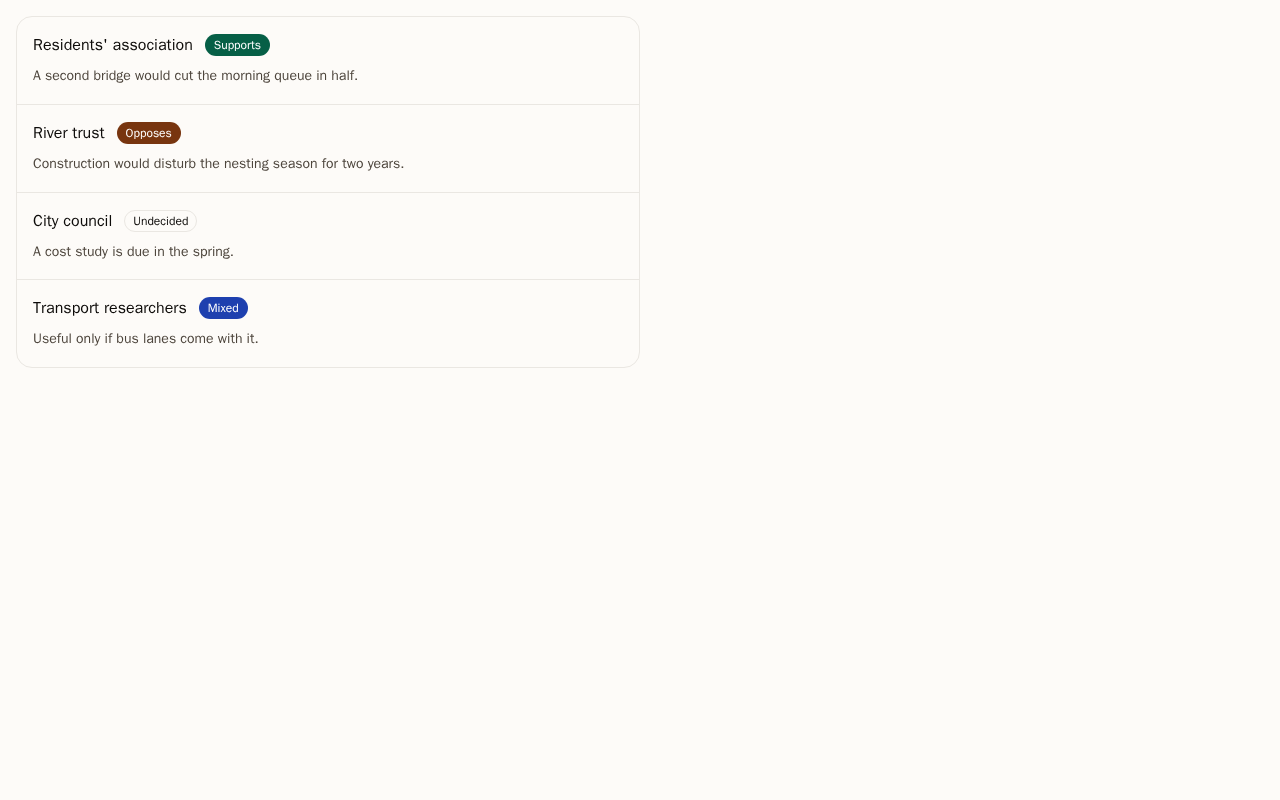 Residents' association Supports
A second bridge would cut the morning queue in half.
River trust Opposes
Construction would disturb the nesting season for two years.
City council Undecided
A cost study is due in the spring.
Transport researchers Mixed
Useful only if bus lanes come with it.